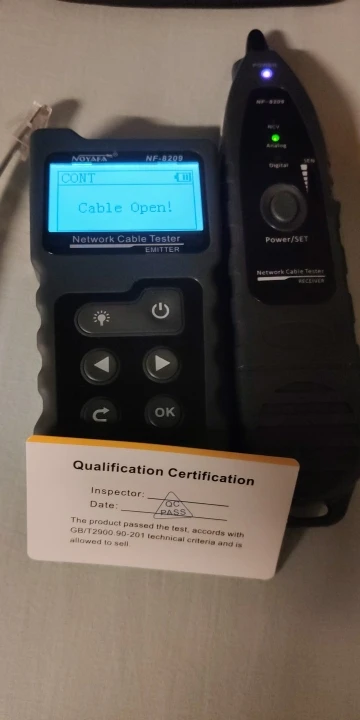 NOYAFA NF-8209
CONT
Cable Open!
Network Cable Tester
EMITTER
OK
POWER
NF-8209
RCV
Analog
Digital
SEN
Power/SET
Network Cable Tester
RECEIVER
Qualification Certification
Inspector:
Date:
QC
PASS
The product passed the test, accords with
GB/T2900.90-201 technical criteria and is
allowed to sell